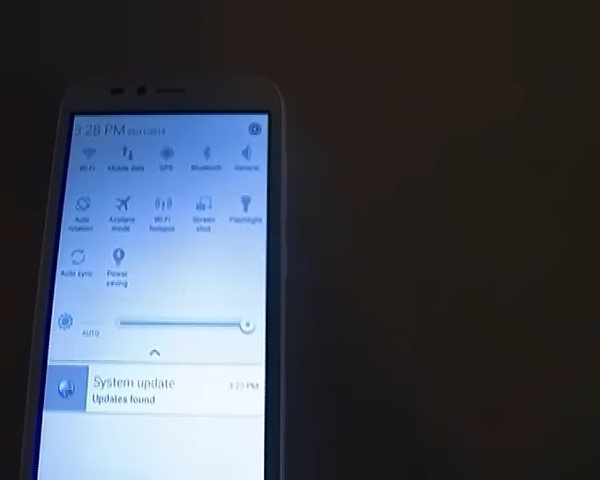 3:28 PM
Wi-Fi Mobile data GPS Bluetooth General
Auto rotation Airplane mode Wi-Fi hotspot Screen shot Flashlight
Auto sync Power saving
AUTO
System update 3:27 PM
Updates found